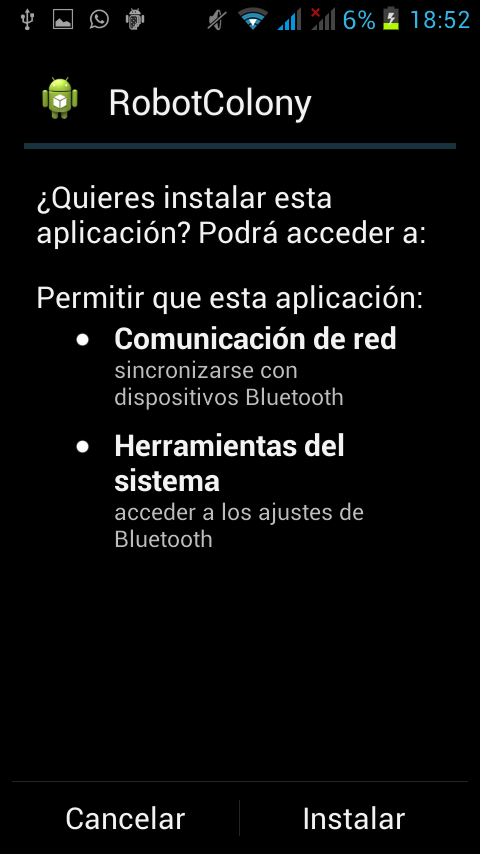 6% 18:52
RobotColony
¿Quieres instalar esta
aplicación? Podrá acceder a:
Permitir que esta aplicación:
Comunicación de red
sincronizarse con
dispositivos Bluetooth
Herramientas del
sistema
acceder a los ajustes de
Bluetooth
Cancelar Instalar